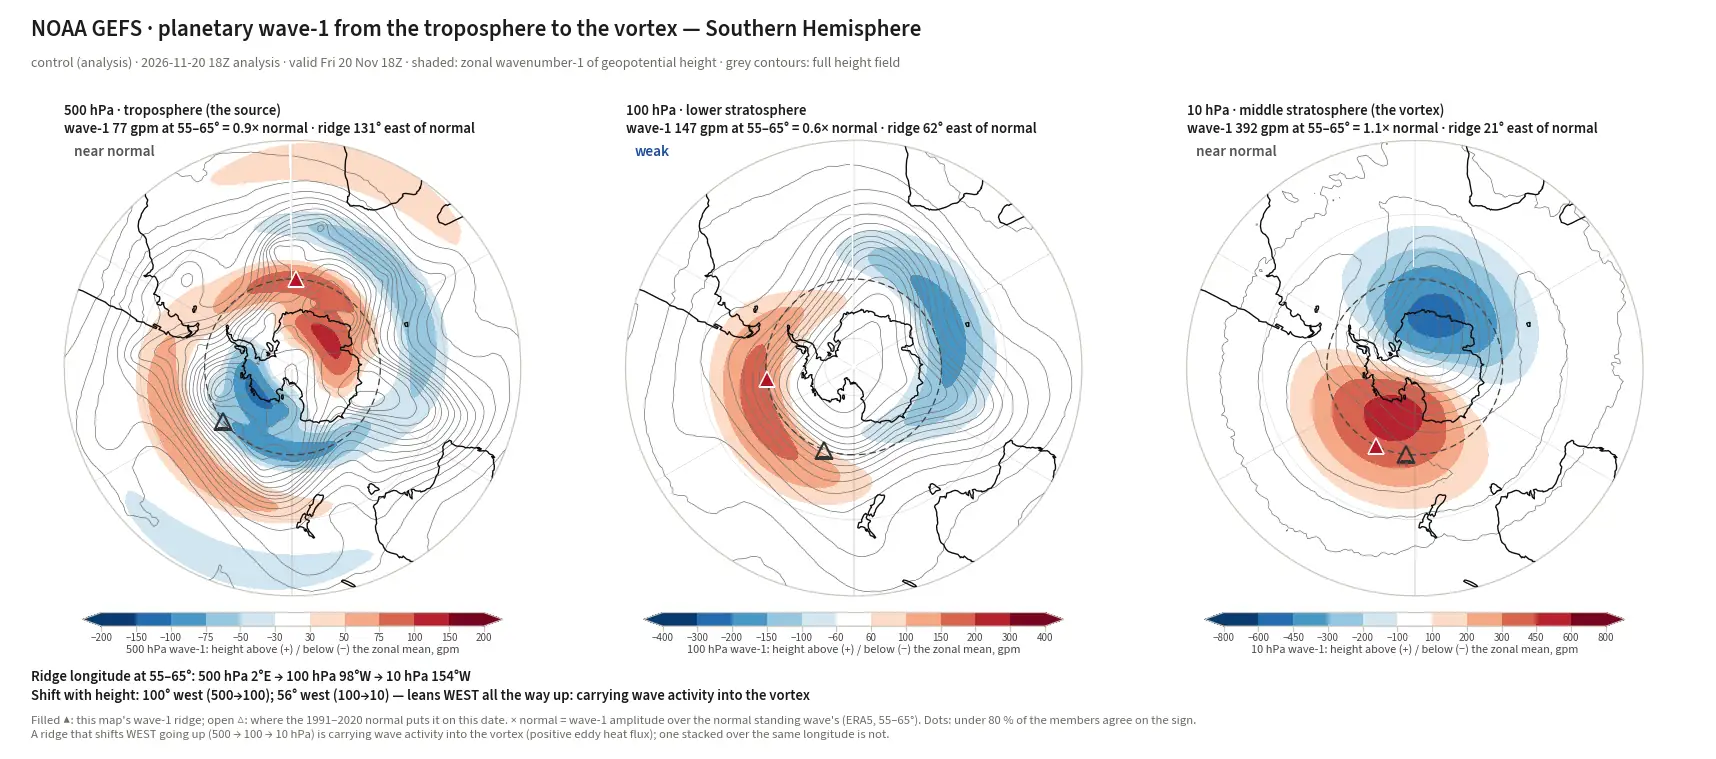 NOAA GEFS · planetary wave-1 from the troposphere to the vortex — Southern Hemisphere
control (analysis) · 2026-11-20 18Z analysis · valid Fri 20 Nov 18Z · shaded: zonal wavenumber-1 of geopotential height · grey contours: full height field
500 hPa · troposphere (the source)
wave-1 77 gpm at 55–65° = 0.9× normal · ridge 131° east of normal
near normal
100 hPa · lower stratosphere
wave-1 147 gpm at 55–65° = 0.6× normal · ridge 62° east of normal
weak
10 hPa · middle stratosphere (the vortex)
wave-1 392 gpm at 55–65° = 1.1× normal · ridge 21° east of normal
near normal
−200 −150 −100 −75 −50 −30 30 50 75 100 150 200
500 hPa wave-1: height above (+) / below (−) the zonal mean, gpm
−400 −300 −200 −150 −100 −60 60 100 150 200 300 400
100 hPa wave-1: height above (+) / below (−) the zonal mean, gpm
−800 −600 −450 −300 −200 −100 100 200 300 450 600 800
10 hPa wave-1: height above (+) / below (−) the zonal mean, gpm
Ridge longitude at 55–65°: 500 hPa 2°E → 100 hPa 98°W → 10 hPa 154°W
Shift with height: 100° west (500→100); 56° west (100→10) — leans WEST all the way up: carrying wave activity into the vortex
Filled ▲: this map's wave-1 ridge; open △: where the 1991–2020 normal puts it on this date. × normal = wave-1 amplitude over the normal standing wave's (ERA5, 55–65°). Dots: under 80 % of the members agree on the sign.
A ridge that shifts WEST going up (500 → 100 → 10 hPa) is carrying wave activity into the vortex (positive eddy heat flux); one stacked over the same longitude is not.